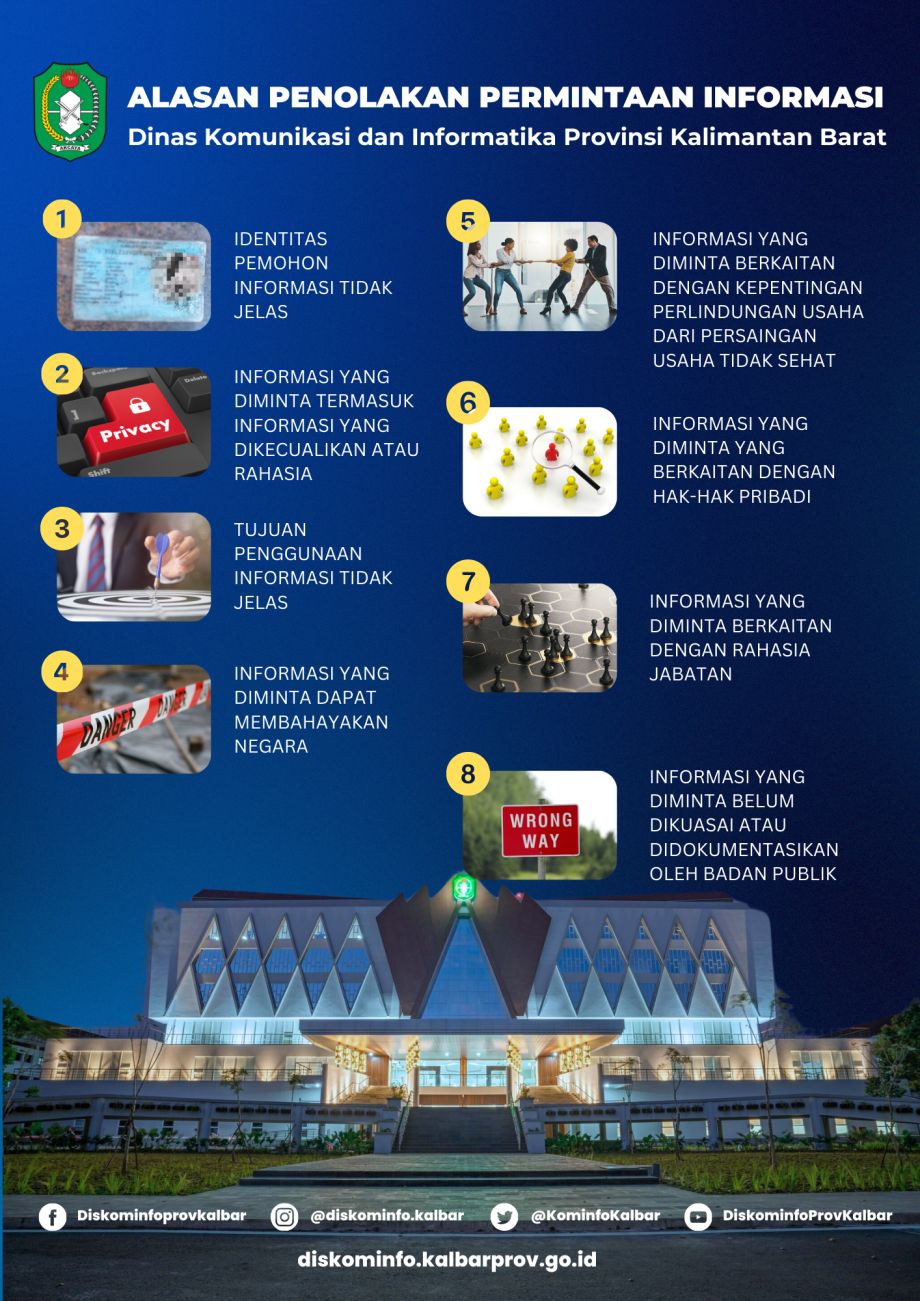 ALASAN PENOLAKAN PERMINTAAN INFORMASI
Dinas Komunikasi dan Informatika Provinsi Kalimantan Barat
AKCAYA
1
IDENTITAS
PEMOHON
INFORMASI TIDAK
JELAS
2
Backspace
Delete
]
Privacy
Shift
INFORMASI YANG
DIMINTA TERMASUK
INFORMASI YANG
DIKECUALIKAN ATAU
RAHASIA
3
TUJUAN
PENGGUNAAN
INFORMASI TIDAK
JELAS
4
DANGER
DANGER
INFORMASI YANG
DIMINTA DAPAT
MEMBAHAYAKAN
NEGARA
5
INFORMASI YANG
DIMINTA BERKAITAN
DENGAN KEPENTINGAN
PERLINDUNGAN USAHA
DARI PERSAINGAN
USAHA TIDAK SEHAT
6
INFORMASI YANG
DIMINTA YANG
BERKAITAN DENGAN
HAK-HAK PRIBADI
7
INFORMASI YANG
DIMINTA BERKAITAN
DENGAN RAHASIA
JABATAN
8
WRONG
WAY
INFORMASI YANG
DIMINTA BELUM
DIKUASAI ATAU
DIDOKUMENTASIKAN
OLEH BADAN PUBLIK
Diskominfoprovkalbar
@diskominfo.kalbar
@KominfoKalbar
DiskominfoProvKalbar
diskominfo.kalbarprov.go.id